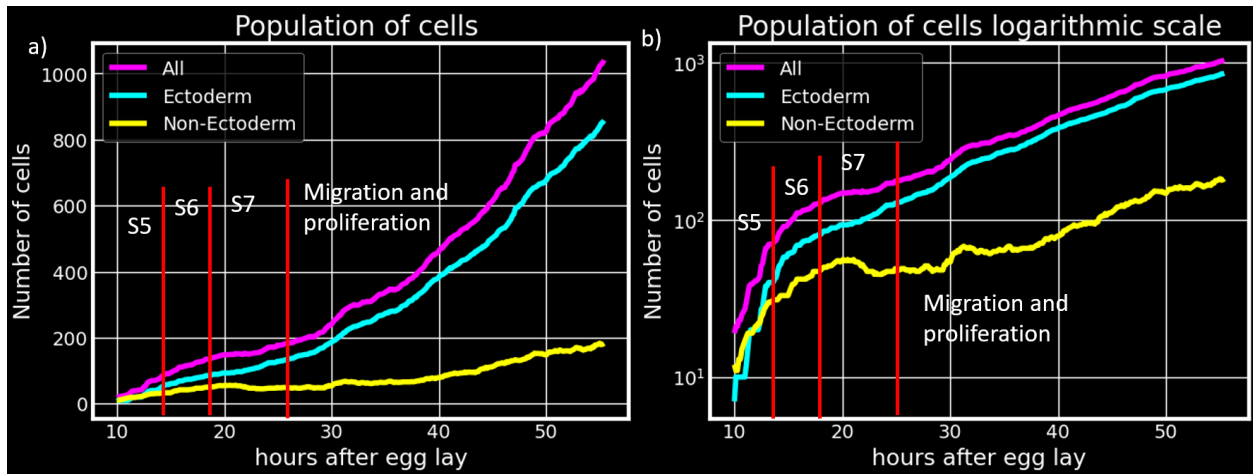 a)
Population of cells
Number of cells
1000
800
600
400
200
0
All
Ectoderm
Non-Ectoderm
S5
S6
S7
Migration and
proliferation
10
20
30
40
50
hours after egg lay
b)
Population of cells logarithmic scale
Number of cells
10³
10²
10¹
All
Ectoderm
Non-Ectoderm
S5
S6
S7
Migration and
proliferation
10
20
30
40
50
hours after egg lay